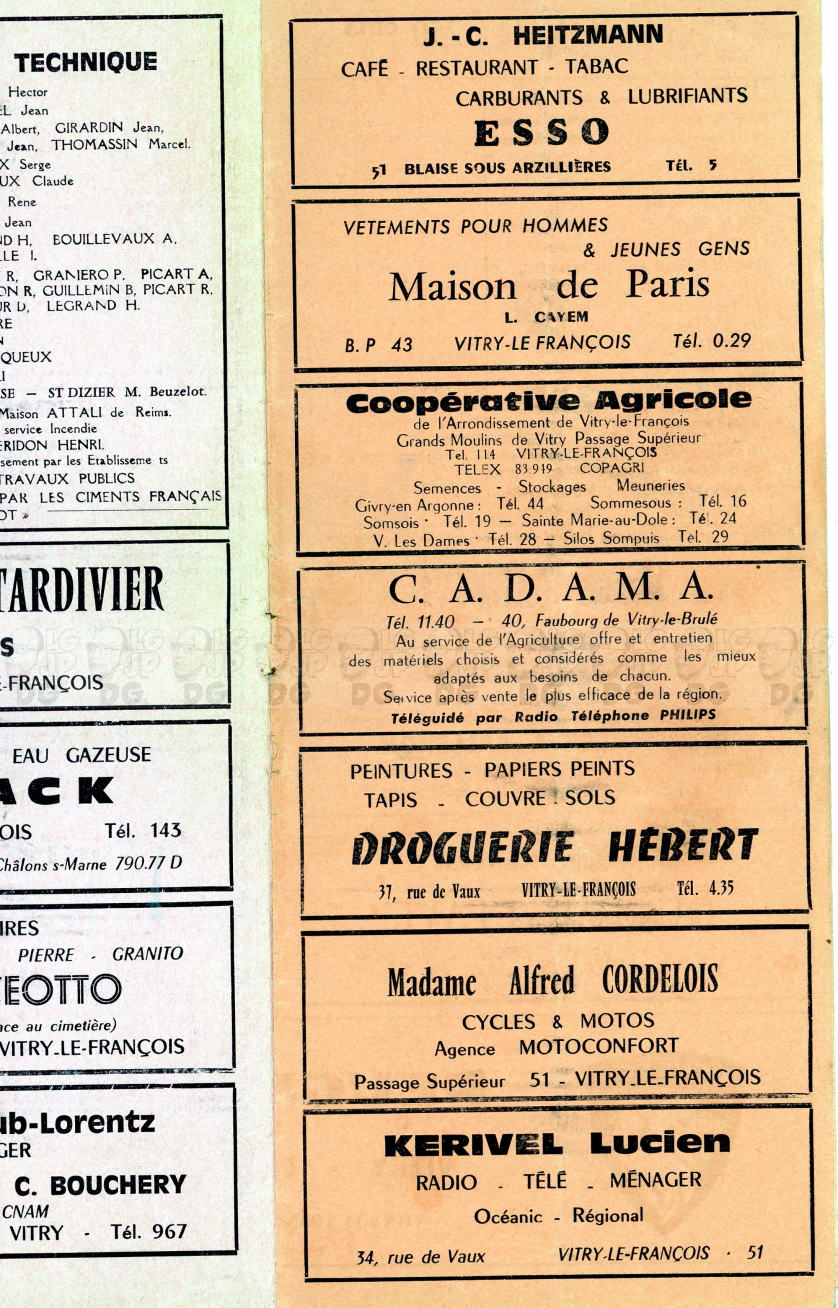 TECHNIQUE
Hector
EL Jean
Albert, GIRARDIN Jean,
Jean, THOMASSIN Marcel.
X Serge
UX Claude
Rene
Jean
ND H, BOUILLEVAUX A,
LLE I.
R, GRANIERO P. PICART A,
ON R, GUILLEMIN B, PICART R.
UR D, LEGRAND H.
RE
N
QUEUX
LI
SE – ST DIZIER M. Beuzelot.
Maison ATTALI de Reims.
service Incendie
ERIDON HENRI.
sement par les Etablisseme ts
TRAVAUX PUBLICS
PAR LES CIMENTS FRANÇAIS
OT »
TARDIVIER
S
E-FRANÇOIS
EAU GAZEUSE
ACK
OIS Tél. 143
Châlons s-Marne 790.77 D
IRES
PIERRE - GRANITO
EOTTO
ace au cimetière)
VITRY-LE-FRANÇOIS
ub-Lorentz
GER
C. BOUCHERY
CNAM
VITRY - Tél. 967
J. - C. HEITZMANN
CAFÉ - RESTAURANT - TABAC
CARBURANTS & LUBRIFIANTS
ESSO
51 BLAISE SOUS ARZILLIÈRES Tél. 5
VETEMENTS POUR HOMMES
& JEUNES GENS
Maison de Paris
L. CAYEM
B. P 43 VITRY-LE FRANÇOIS Tél. 0.29
Coopérative Agricole
de l'Arrondissement de Vitry-le-François
Grands Moulins de Vitry Passage Supérieur
Tel. 114 VITRY-LE-FRANÇOIS
TELEX 83.949 COPAGRI
Semences - Stockages Meuneries
Givry-en Argonne : Tél. 44 Sommesous : Tél. 16
Somsois · Tél. 19 — Sainte Marie-au-Dole : Té'. 24
V. Les Dames · Tél. 28 — Silos Sompuis Tél. 29
C. A. D. A. M. A.
Tél. 11.40 — 40, Faubourg de Vitry-le-Brulé
Au service de l'Agriculture offre et entretien
des matériels choisis et considérés comme les mieux
adaptés aux besoins de chacun.
Service après vente le plus efficace de la région.
Téléguidé par Radio Téléphone PHILIPS
PEINTURES - PAPIERS PEINTS
TAPIS - COUVRE - SOLS
DROGUERIE HÉBERT
37, rue de Vaux VITRY-LE-FRANÇOIS Tél. 4.35
Madame Alfred CORDELOIS
CYCLES & MOTOS
Agence MOTOCONFORT
Passage Supérieur 51 - VITRY-LE-FRANÇOIS
KERIVEL Lucien
RADIO - TÉLÉ - MÉNAGER
Océanic - Régional
34, rue de Vaux VITRY-LE-FRANÇOIS - 51